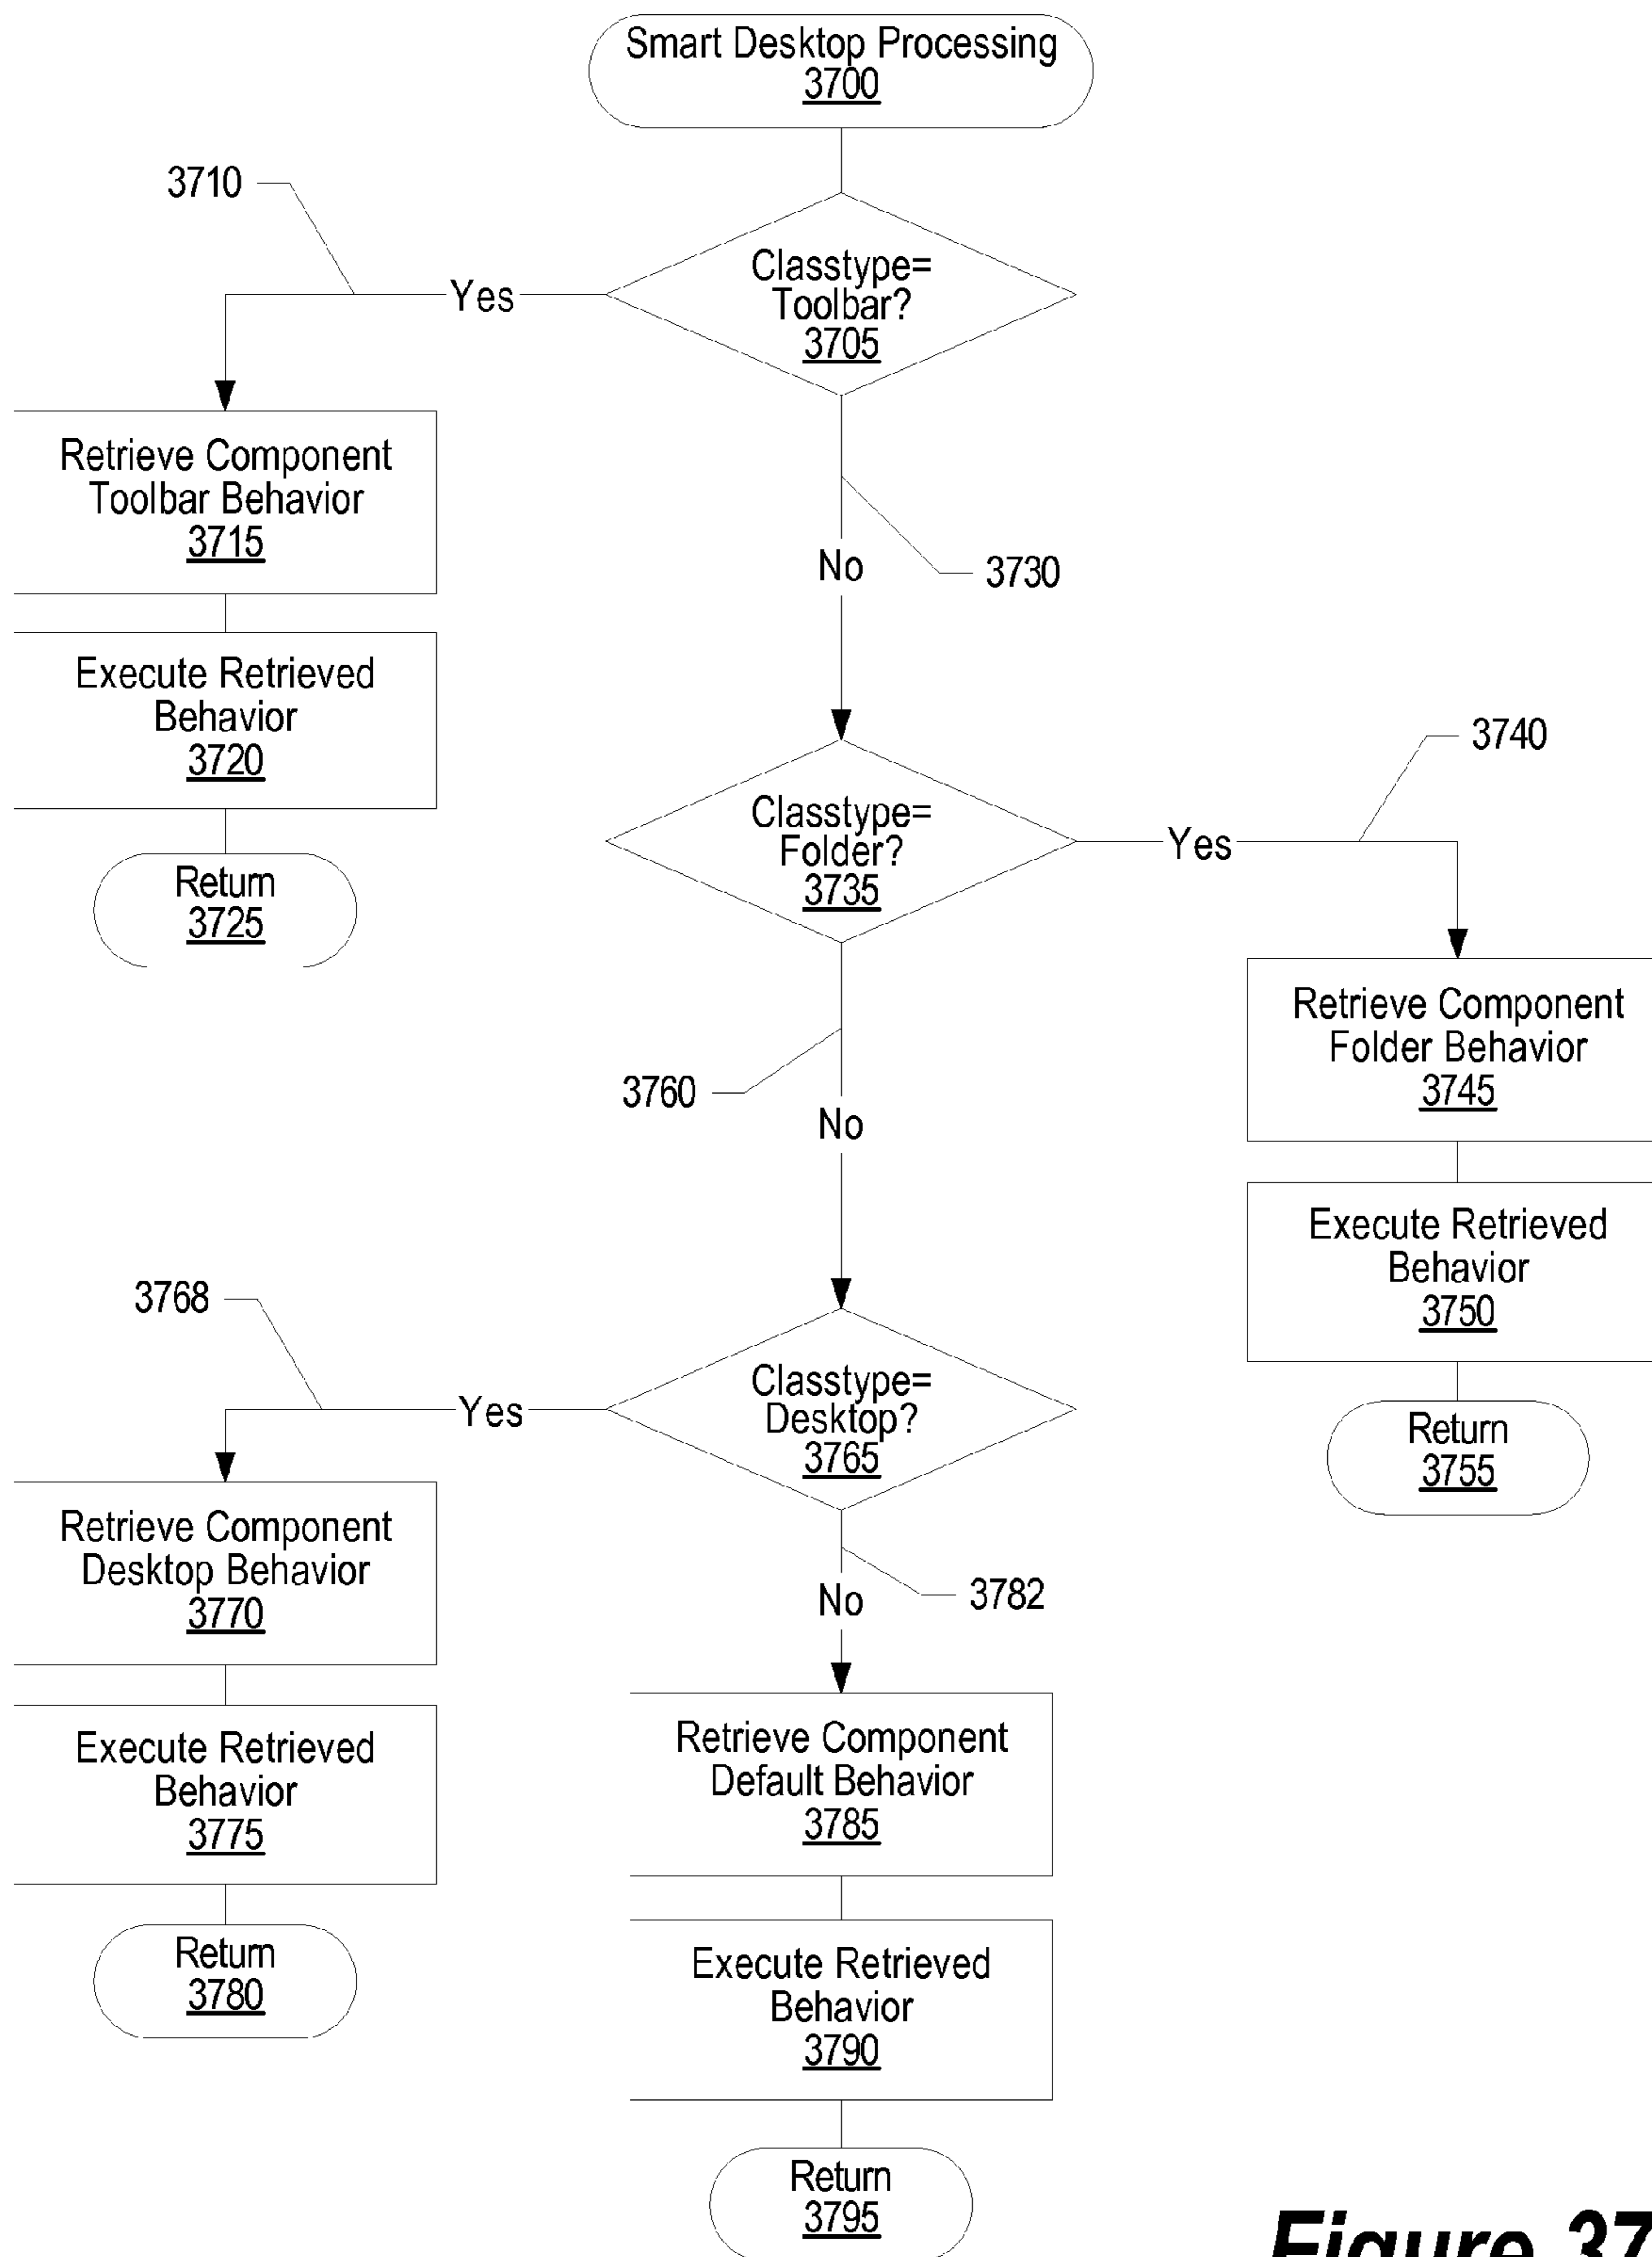 Smart Desktop Processing
3700
3710
Classtype=
Toolbar?
3705
Yes
Retrieve Component
Toolbar Behavior
3715
Execute Retrieved
Behavior
3720
Return
3725
No
3730
3740
Classtype=
Folder?
3735
Yes
Retrieve Component
Folder Behavior
3745
Execute Retrieved
Behavior
3750
Return
3755
3760
No
3768
Classtype=
Desktop?
3765
Yes
Retrieve Component
Desktop Behavior
3770
Execute Retrieved
Behavior
3775
Return
3780
No
3782
Retrieve Component
Default Behavior
3785
Execute Retrieved
Behavior
3790
Return
3795
Figure 37